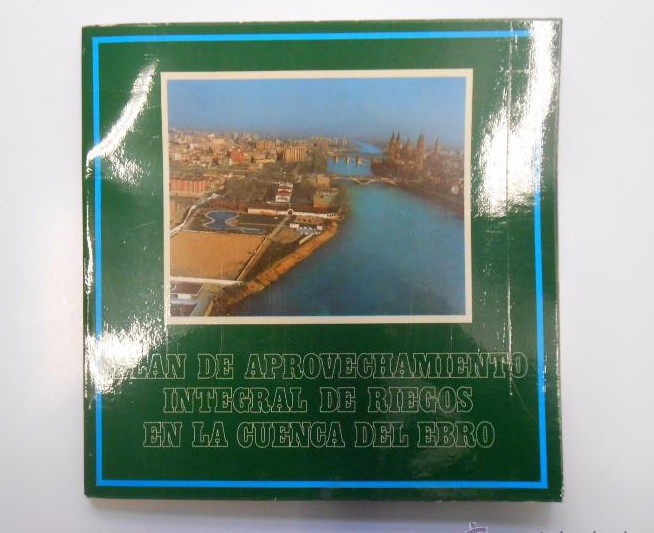 PLAN DE APROVECHAMIENTO
INTEGRAL DE RIEGOS
EN LA CUENCA DEL EBRO